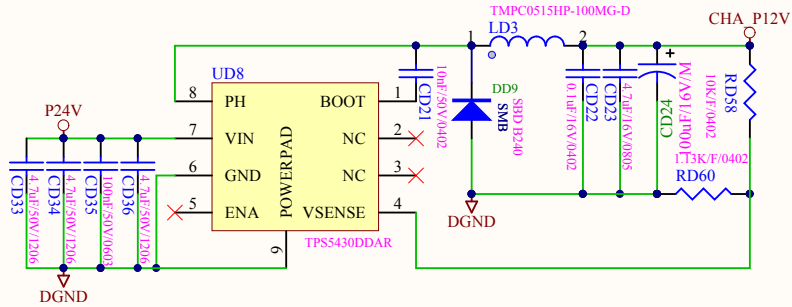 TMPC0515HP-100MG-D
CHA_P12V
1
LD3
2
UD8
8
PH
BOOT
1
7
VIN
NC
2
6
GND
NC
3
5
ENA
VSENSE
4
POWERPAD
9
TPS5430DDAR
CD21
10nF/50V/0402
DD9
SMB
SBD B240
CD22
0.1uF/16V/0402
CD23
4.7uF/16V/0805
+
CD24
100uF/16V/M
RD58
10K/F/0402
1.13K/F/0402
RD60
DGND
P24V
CD33
4.7uF/50V/1206
CD34
4.7uF/50V/1206
CD35
100nF/50V/0603
CD36
4.7uF/50V/1206
DGND